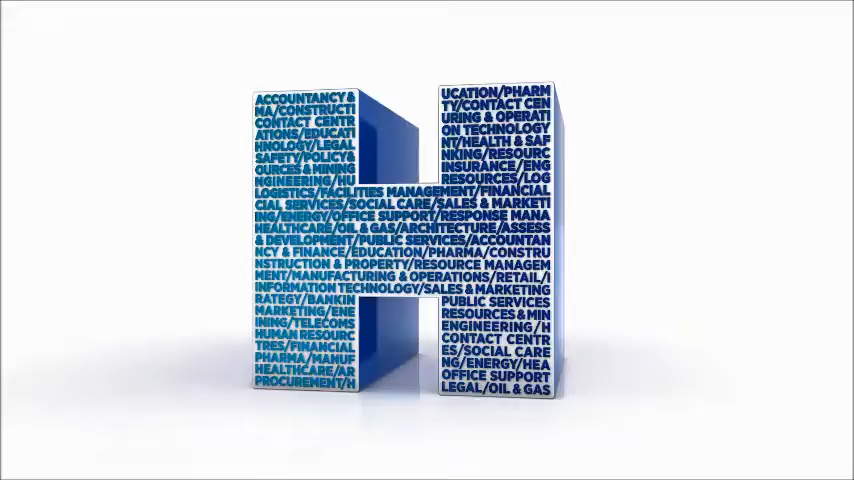 ACCOUNTANCY &
MA/CONSTRUCTI
CONTACT CENTR
ATIONS/EDUCATI
HNOLOGY/LEGAL
SAFETY/POLICY&
OURCES & MINING
NGINEERING/HU
UCATION/PHARM
TY/CONTACT CEN
URING & OPERATI
ON TECHNOLOGY
NT/HEALTH & SAF
NKING/RESOURC
INSURANCE/ENG
RESOURCES/LOG
LOGISTICS/FACILITIES MANAGEMENT/FINANCIAL
CIAL SERVICES/SOCIAL CARE/SALES & MARKETI
ING/ENERGY/OFFICE SUPPORT/RESPONSE MANA
HEALTHCARE/OIL & GAS/ARCHITECTURE/ASSESS
& DEVELOPMENT/PUBLIC SERVICES/ACCOUNTAN
NCY & FINANCE/EDUCATION/PHARMA/CONSTRU
NSTRUCTION & PROPERTY/RESOURCE MANAGEM
MENT/MANUFACTURING & OPERATIONS/RETAIL/I
INFORMATION TECHNOLOGY/SALES & MARKETING
RATEGY/BANKIN
MARKETING/ENE
INING/TELECOMS
HUMAN RESOURC
TRES/FINANCIAL
PHARMA/MANUF
HEALTHCARE/AR
PROCUREMENT/H
PUBLIC SERVICES
RESOURCES & MIN
ENGINEERING/H
CONTACT CENTR
ES/SOCIAL CARE
NG/ENERGY/HEA
OFFICE SUPPORT
LEGAL/OIL & GAS